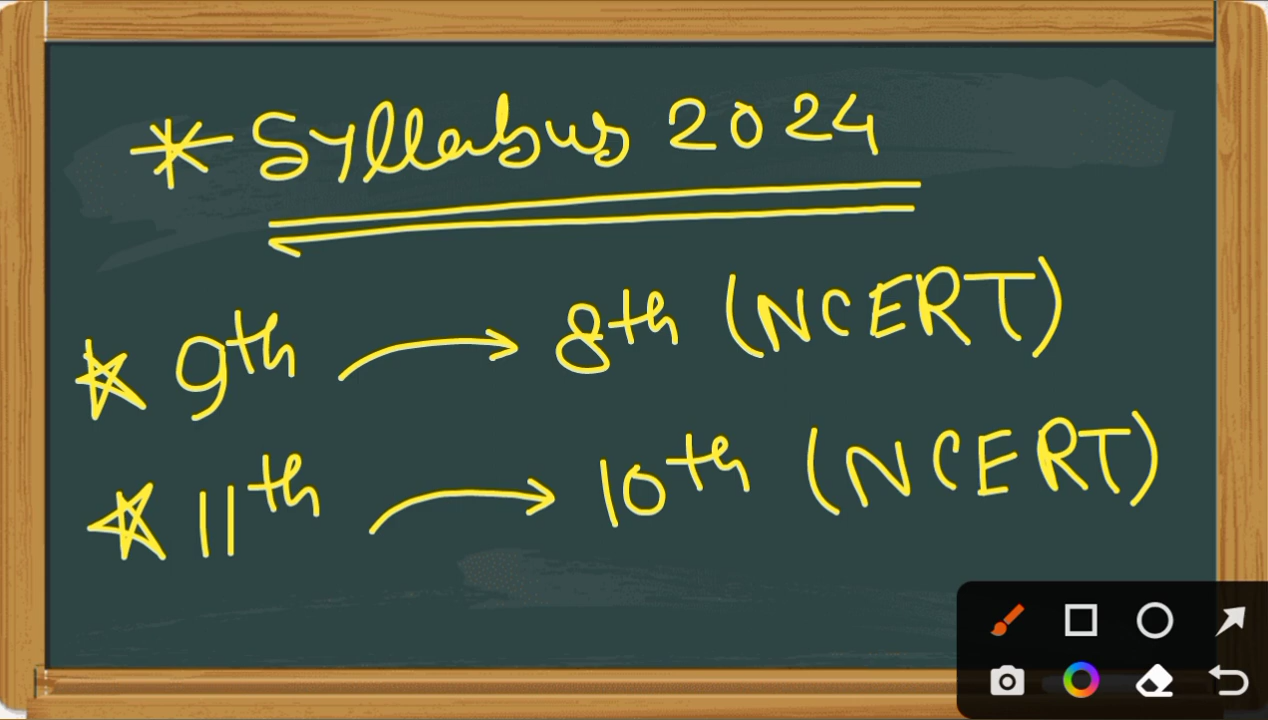 * Syllabus 2024
☆ 9th → 8th (NCERT)
☆ 11th → 10th (NCERT)